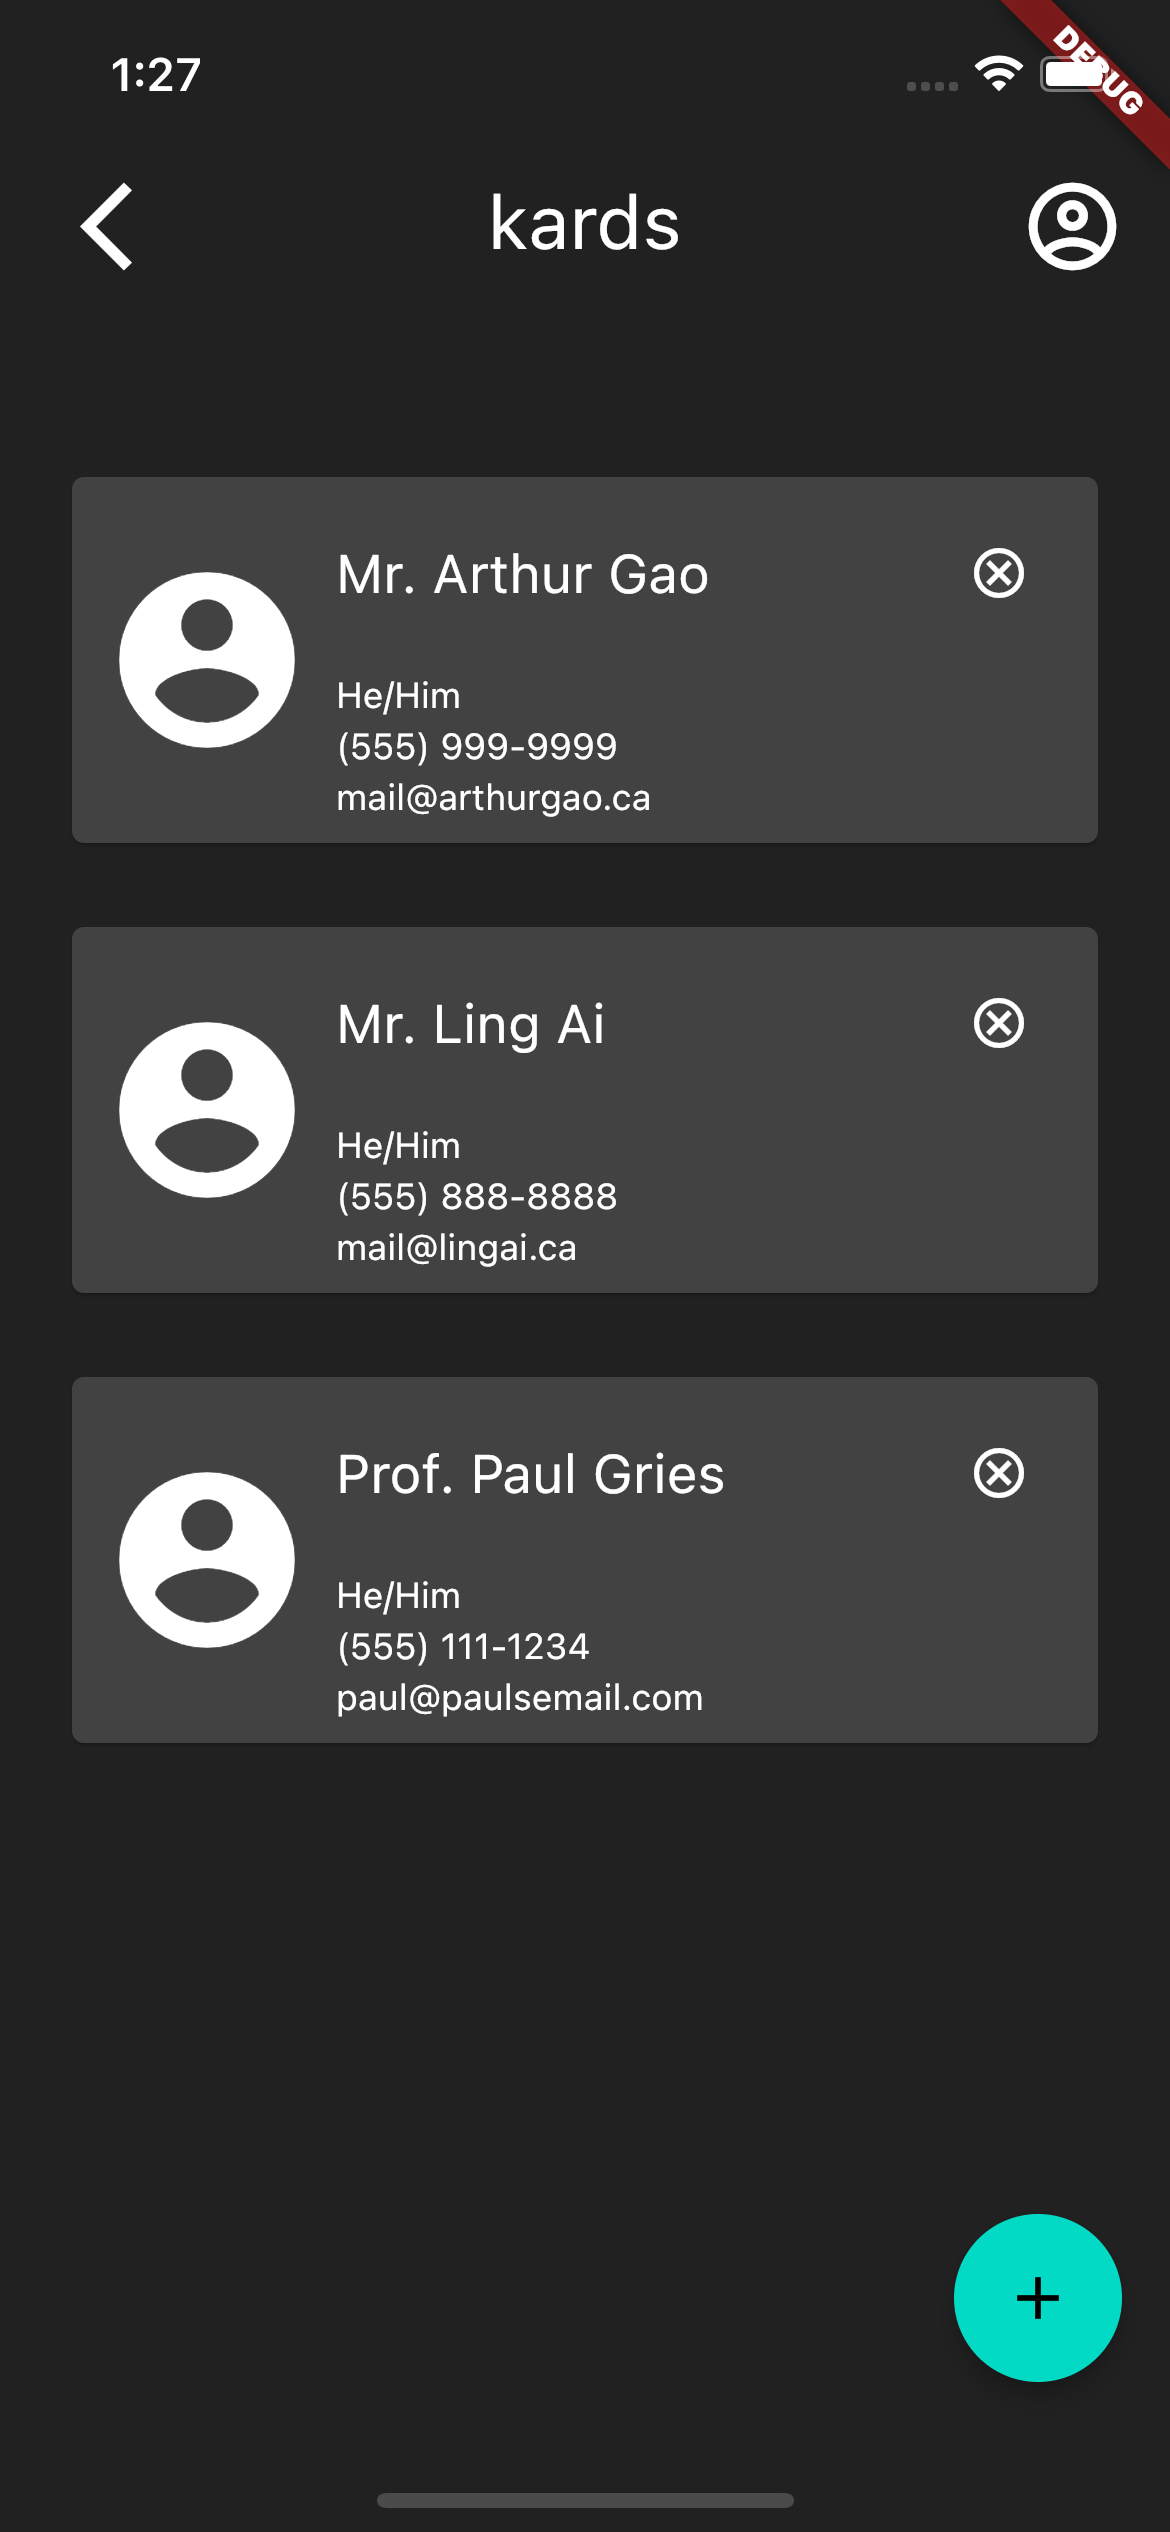 1:27
DEBUG
kards
Mr. Arthur Gao
He/Him
(555) 999-9999
mail@arthurgao.ca
Mr. Ling Ai
He/Him
(555) 888-8888
mail@lingai.ca
Prof. Paul Gries
He/Him
(555) 111-1234
paul@paulsemail.com